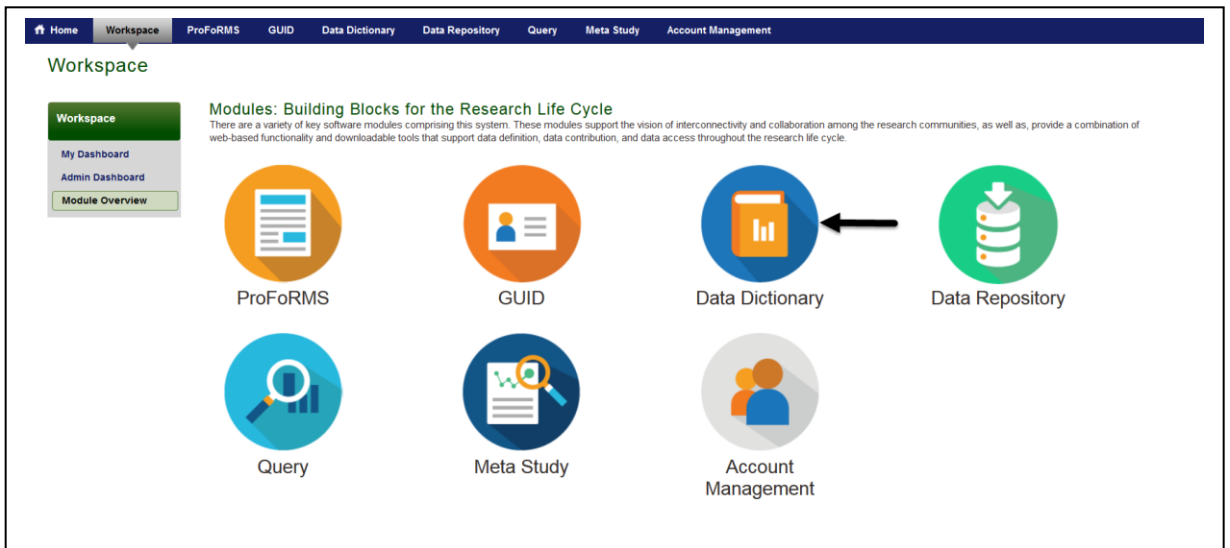 Home Workspace ProFoRMS GUID Data Dictionary Data Repository Query Meta Study Account Management
Workspace
Workspace
My Dashboard
Admin Dashboard
Module Overview
Modules: Building Blocks for the Research Life Cycle
There are a variety of key software modules comprising this system. These modules support the vision of interconnectivity and collaboration among the research communities, as well as, provide a combination of
web-based functionality and downloadable tools that support data definition, data contribution, and data access throughout the research life cycle.
ProFoRMS GUID Data Dictionary Data Repository
Query Meta Study Account
Management